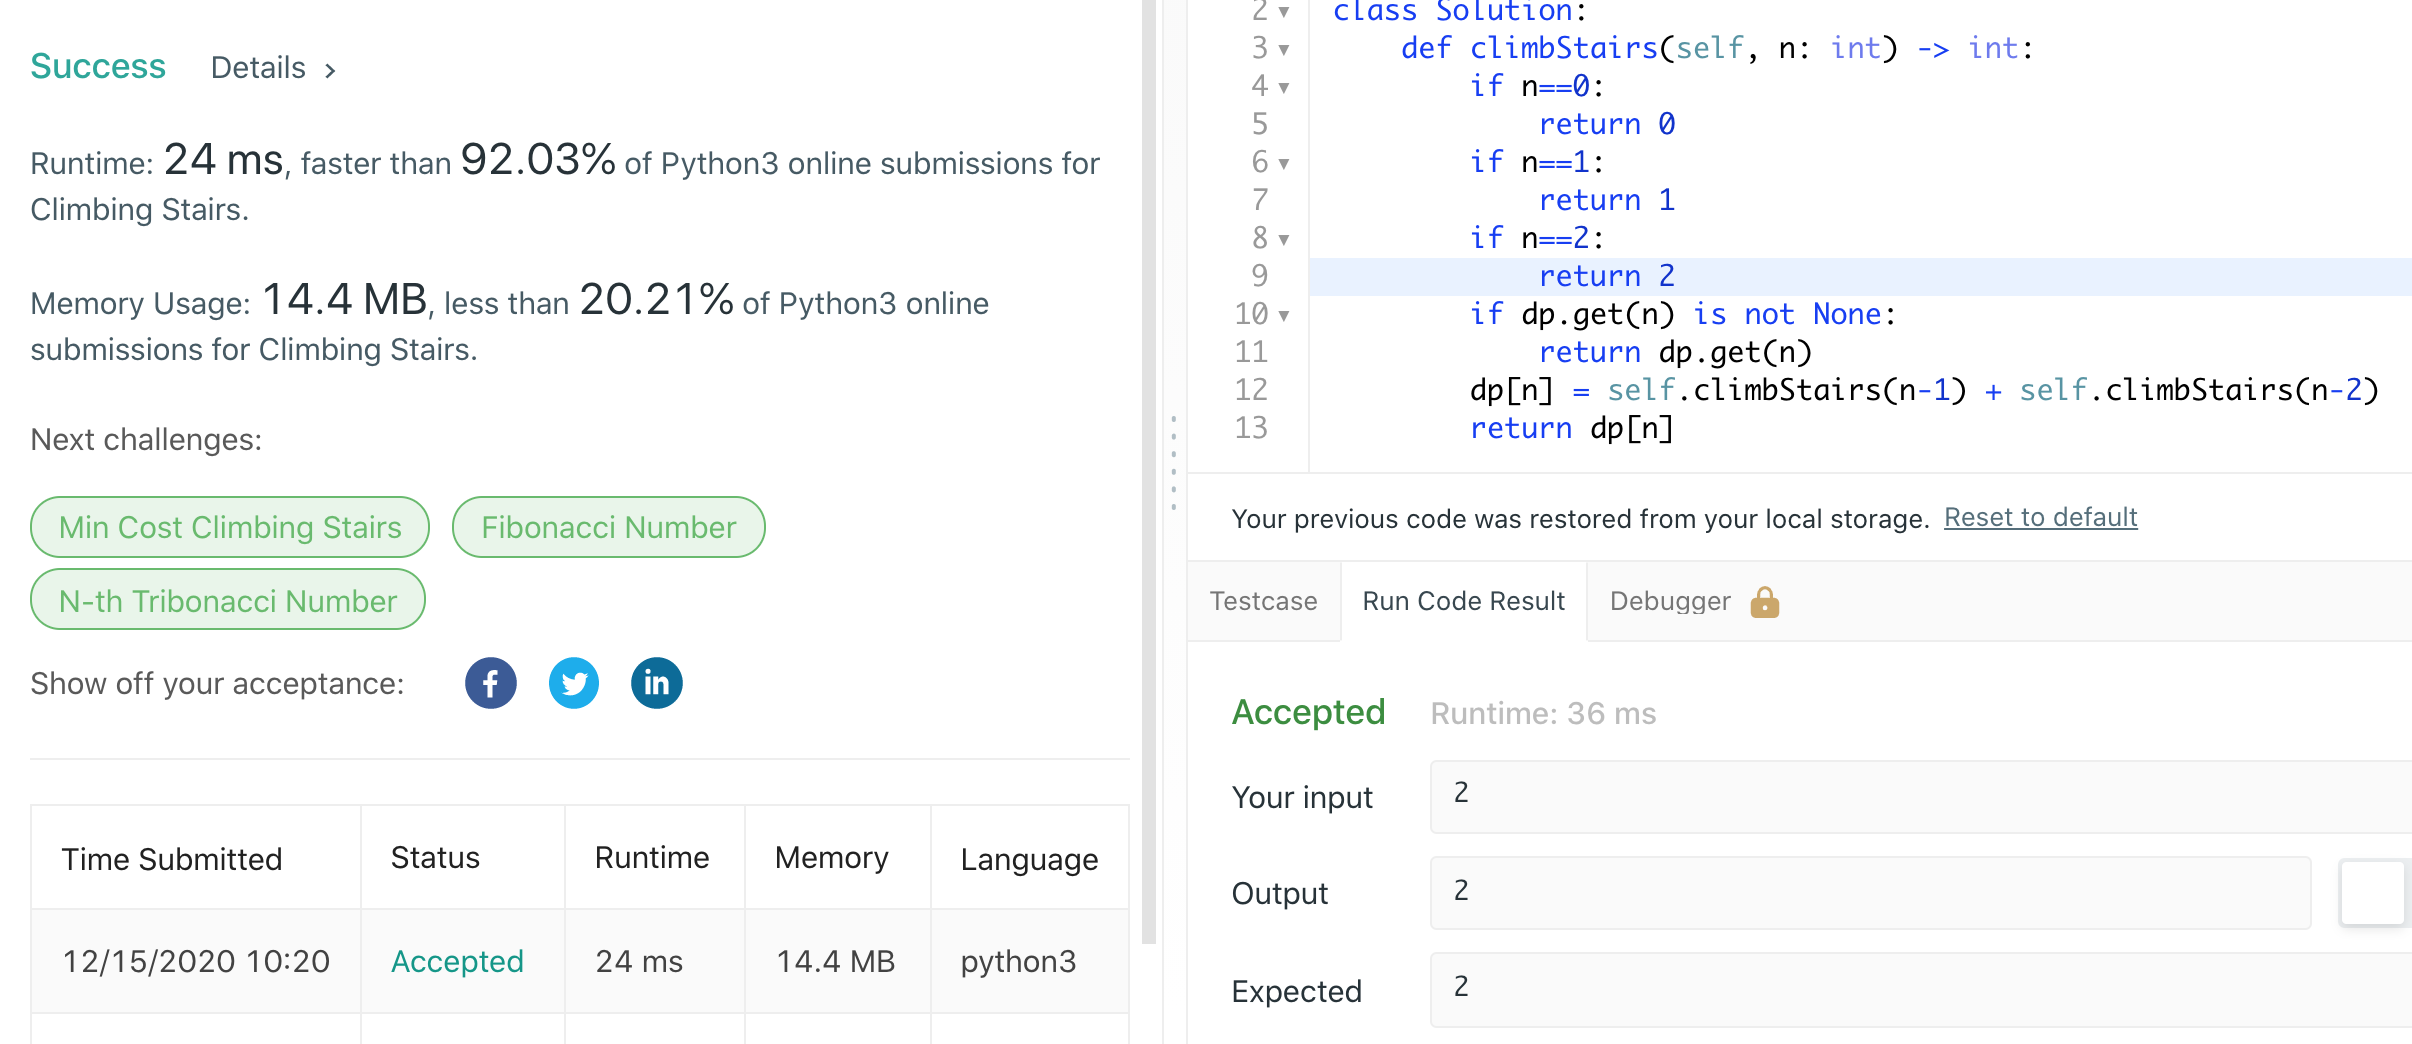 Success Details >
Runtime: 24 ms, faster than 92.03% of Python3 online submissions for
Climbing Stairs.
Memory Usage: 14.4 MB, less than 20.21% of Python3 online
submissions for Climbing Stairs.
Next challenges:
Min Cost Climbing Stairs Fibonacci Number
N-th Tribonacci Number
Show off your acceptance: f in
Time Submitted Status Runtime Memory Language
12/15/2020 10:20 Accepted 24 ms 14.4 MB python3
2 class Solution:
3     def climbStairs(self, n: int) -> int:
4         if n==0:
5             return 0
6         if n==1:
7             return 1
8         if n==2:
9             return 2
10         if dp.get(n) is not None:
11             return dp.get(n)
12         dp[n] = self.climbStairs(n-1) + self.climbStairs(n-2)
13         return dp[n]
Your previous code was restored from your local storage. Reset to default
Testcase Run Code Result Debugger
Accepted Runtime: 36 ms
Your input 2
Output 2
Expected 2